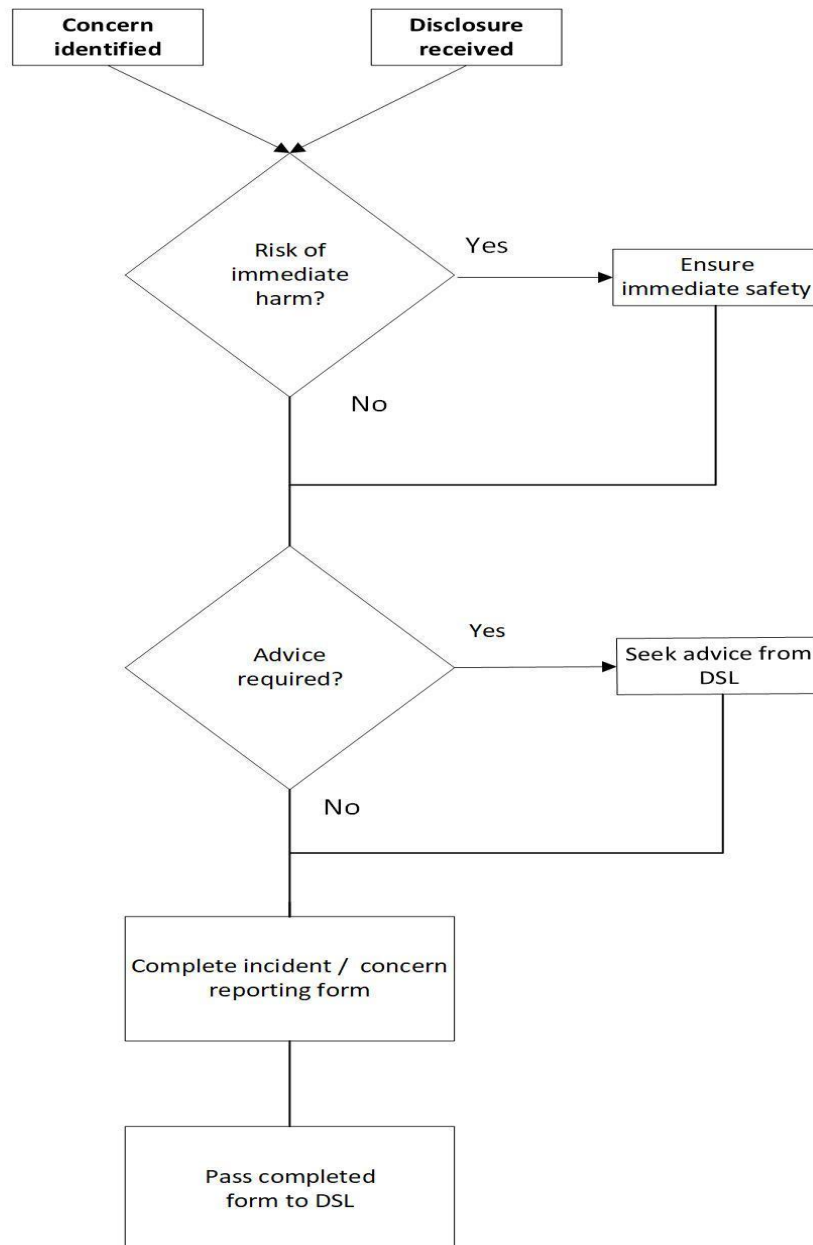 Concern
identified
Disclosure
received
Risk of
immediate
harm?
Yes
Ensure
immediate safety
No
Advice
required?
Yes
Seek advice from
DSL
No
Complete incident / concern
reporting form
Pass completed
form to DSL